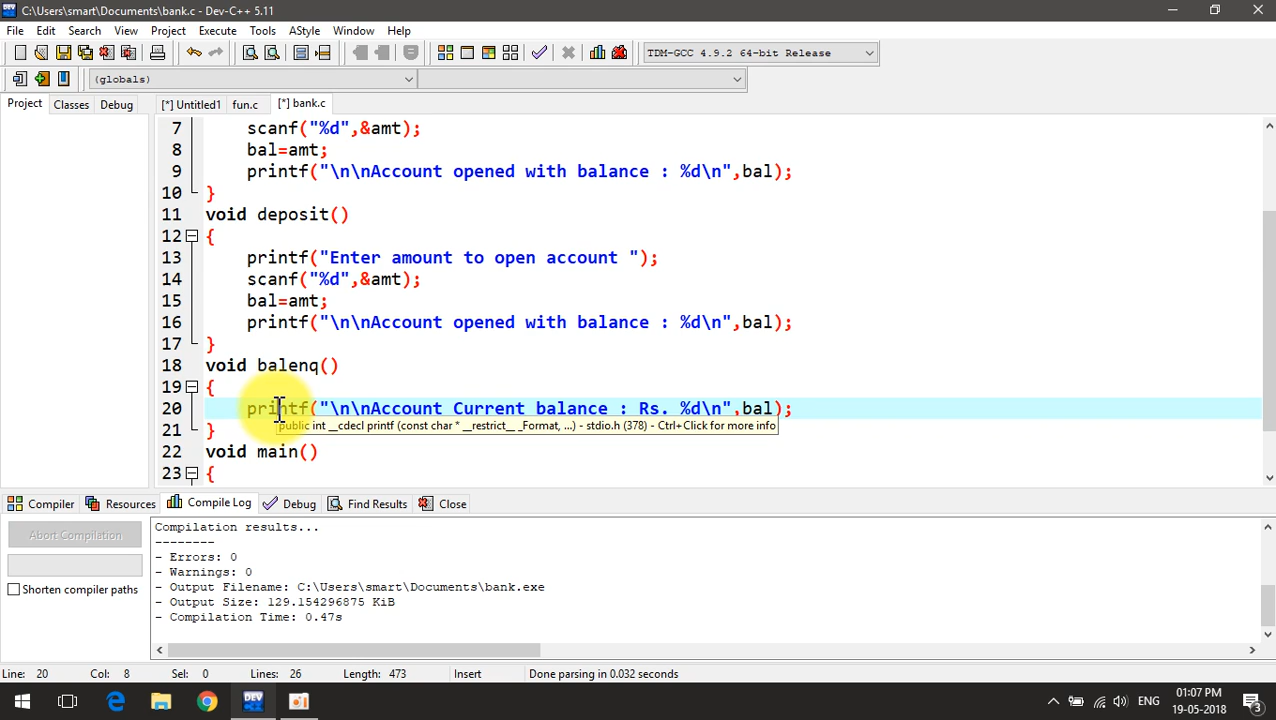 C:\Users\smart\Documents\bank.c - Dev-C++ 5.11
File Edit Search View Project Execute Tools AStyle Window Help
TDM-GCC 4.9.2 64-bit Release
(globals)
Project Classes Debug [*] Untitled1 fun.c [*] bank.c
7 scanf("%d",&amt);
8 bal=amt;
9 printf("\n\nAccount opened with balance : %d\n",bal);
10 }
11 void deposit()
12 {
13 printf("Enter amount to open account ");
14 scanf("%d",&amt);
15 bal=amt;
16 printf("\n\nAccount opened with balance : %d\n",bal);
17 }
18 void balenq()
19 {
20 printf("\n\nAccount Current balance : Rs. %d\n",bal);
public int __cdecl printf (const char * __restrict__ _Format, ...) - stdio.h (378) - Ctrl+Click for more info
21 }
22 void main()
23 {
Compiler Resources Compile Log Debug Find Results Close
Abort Compilation
Shorten compiler paths
Compilation results...
--------
- Errors: 0
- Warnings: 0
- Output Filename: C:\Users\smart\Documents\bank.exe
- Output Size: 129.154296875 KiB
- Compilation Time: 0.47s
Line: 20 Col: 8 Sel: 0 Lines: 26 Length: 473 Insert Done parsing in 0.032 seconds
DEV
ENG
01:07 PM
19-05-2018
3